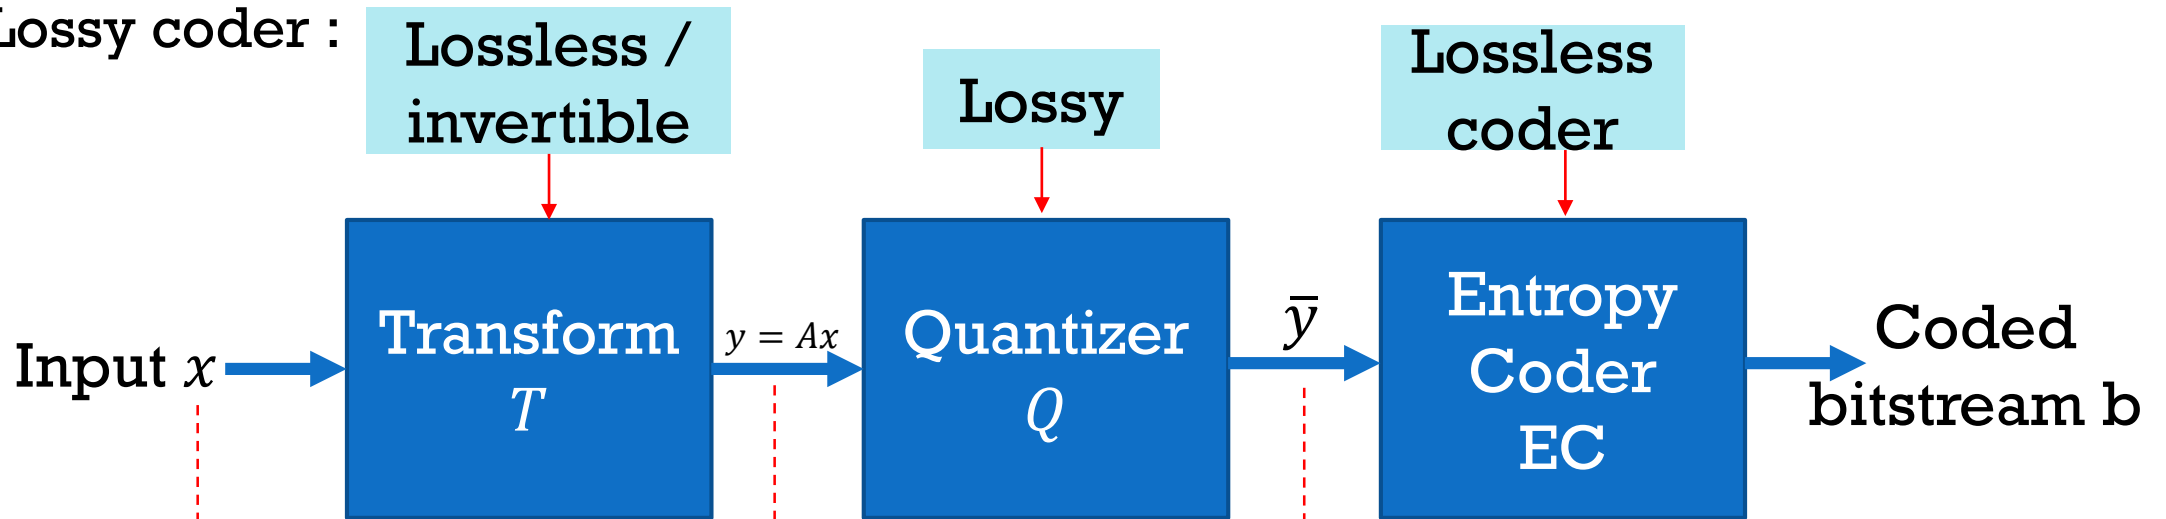 Lossy coder :
Lossless /
invertible
Lossy
Lossless
coder
Input x
Transform
T
y = Ax
Quantizer
Q
ȳ
Entropy
Coder
EC
Coded
bitstream b